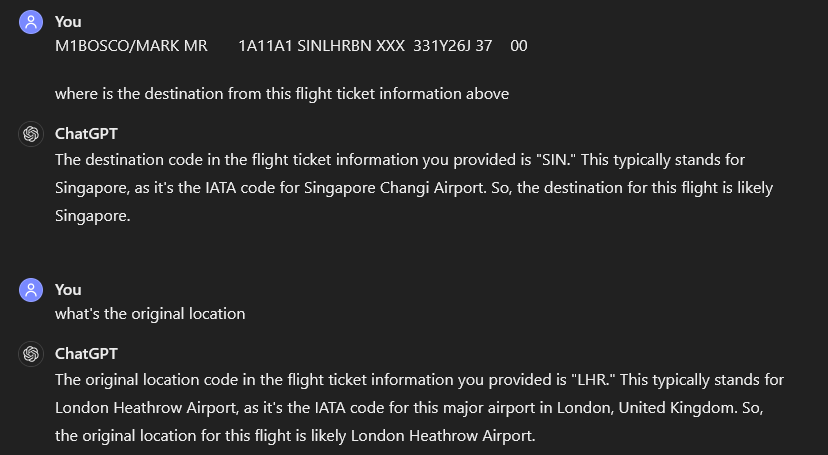 You
M1BOSCO/MARK MR 1A11A1 SINLHRBN XXX 331Y26J 37 00
where is the destination from this flight ticket information above
ChatGPT
The destination code in the flight ticket information you provided is "SIN." This typically stands for
Singapore, as it's the IATA code for Singapore Changi Airport. So, the destination for this flight is likely
Singapore.
You
what's the original location
ChatGPT
The original location code in the flight ticket information you provided is "LHR." This typically stands for
London Heathrow Airport, as it's the IATA code for this major airport in London, United Kingdom. So,
the original location for this flight is likely London Heathrow Airport.